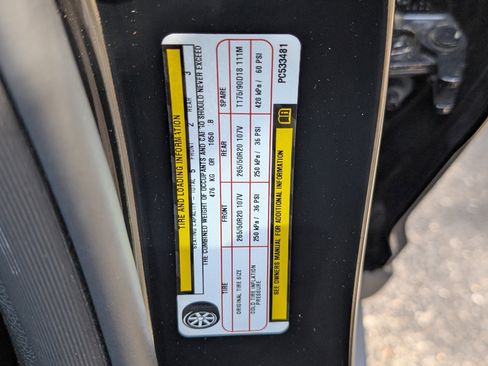 TIRE AND LOADING INFORMATION
SEATING CAPACITY - TOTAL 5 FRONT 2 REAR 3
THE COMBINED WEIGHT OF OCCUPANTS AND SHOULD NEVER EXCEED
476 KG OR 1050
TIRE FRONT REAR SPARE
ORIGINAL TIRE SIZE 265/50R20 107V 265/50R20 107V T175/90D18 111M
COLD TIRE INFLATION PRESSURE 250 kPa / 36 PSI 250 kPa / 36 PSI 420 kPa / 60 PSI
SEE OWNERS MANUAL FOR ADDITIONAL INFORMATION
PC533481